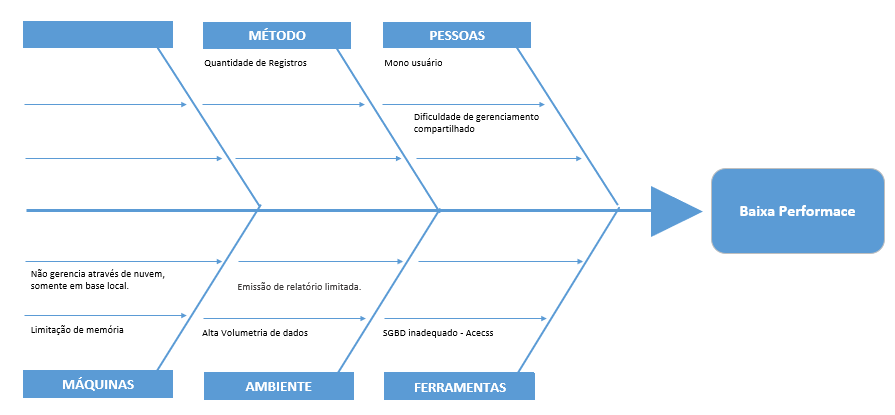 MÉTODO
PESSOAS
Quantidade de Registros
Mono usuário
Dificuldade de gerenciamento
compartilhado
Baixa Performace
Não gerencia através de nuvem,
somente em base local.
Emissão de relatório limitada.
Limitação de memória
Alta Volumetria de dados
SGBD inadequado - Acecss
MÁQUINAS
AMBIENTE
FERRAMENTAS